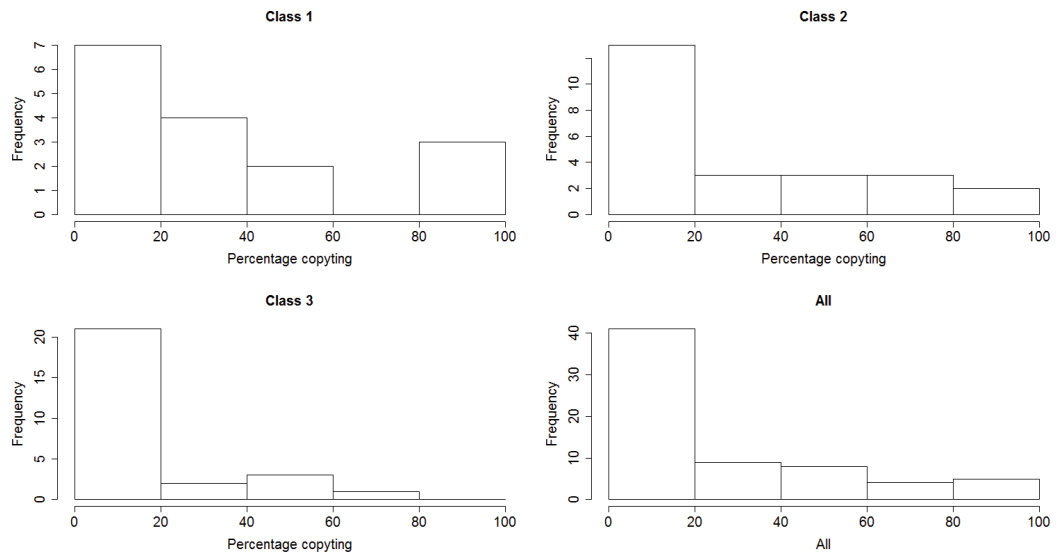 Class 1
Frequency
0 1 2 3 4 5 6 7
0 20 40 60 80 100
Percentage copyting
Class 2
Frequency
0 2 4 6 8 10
0 20 40 60 80 100
Percentage copyting
Class 3
Frequency
0 5 10 15 20
0 20 40 60 80 100
Percentage copyting
All
Frequency
0 10 20 30 40
0 20 40 60 80 100
All